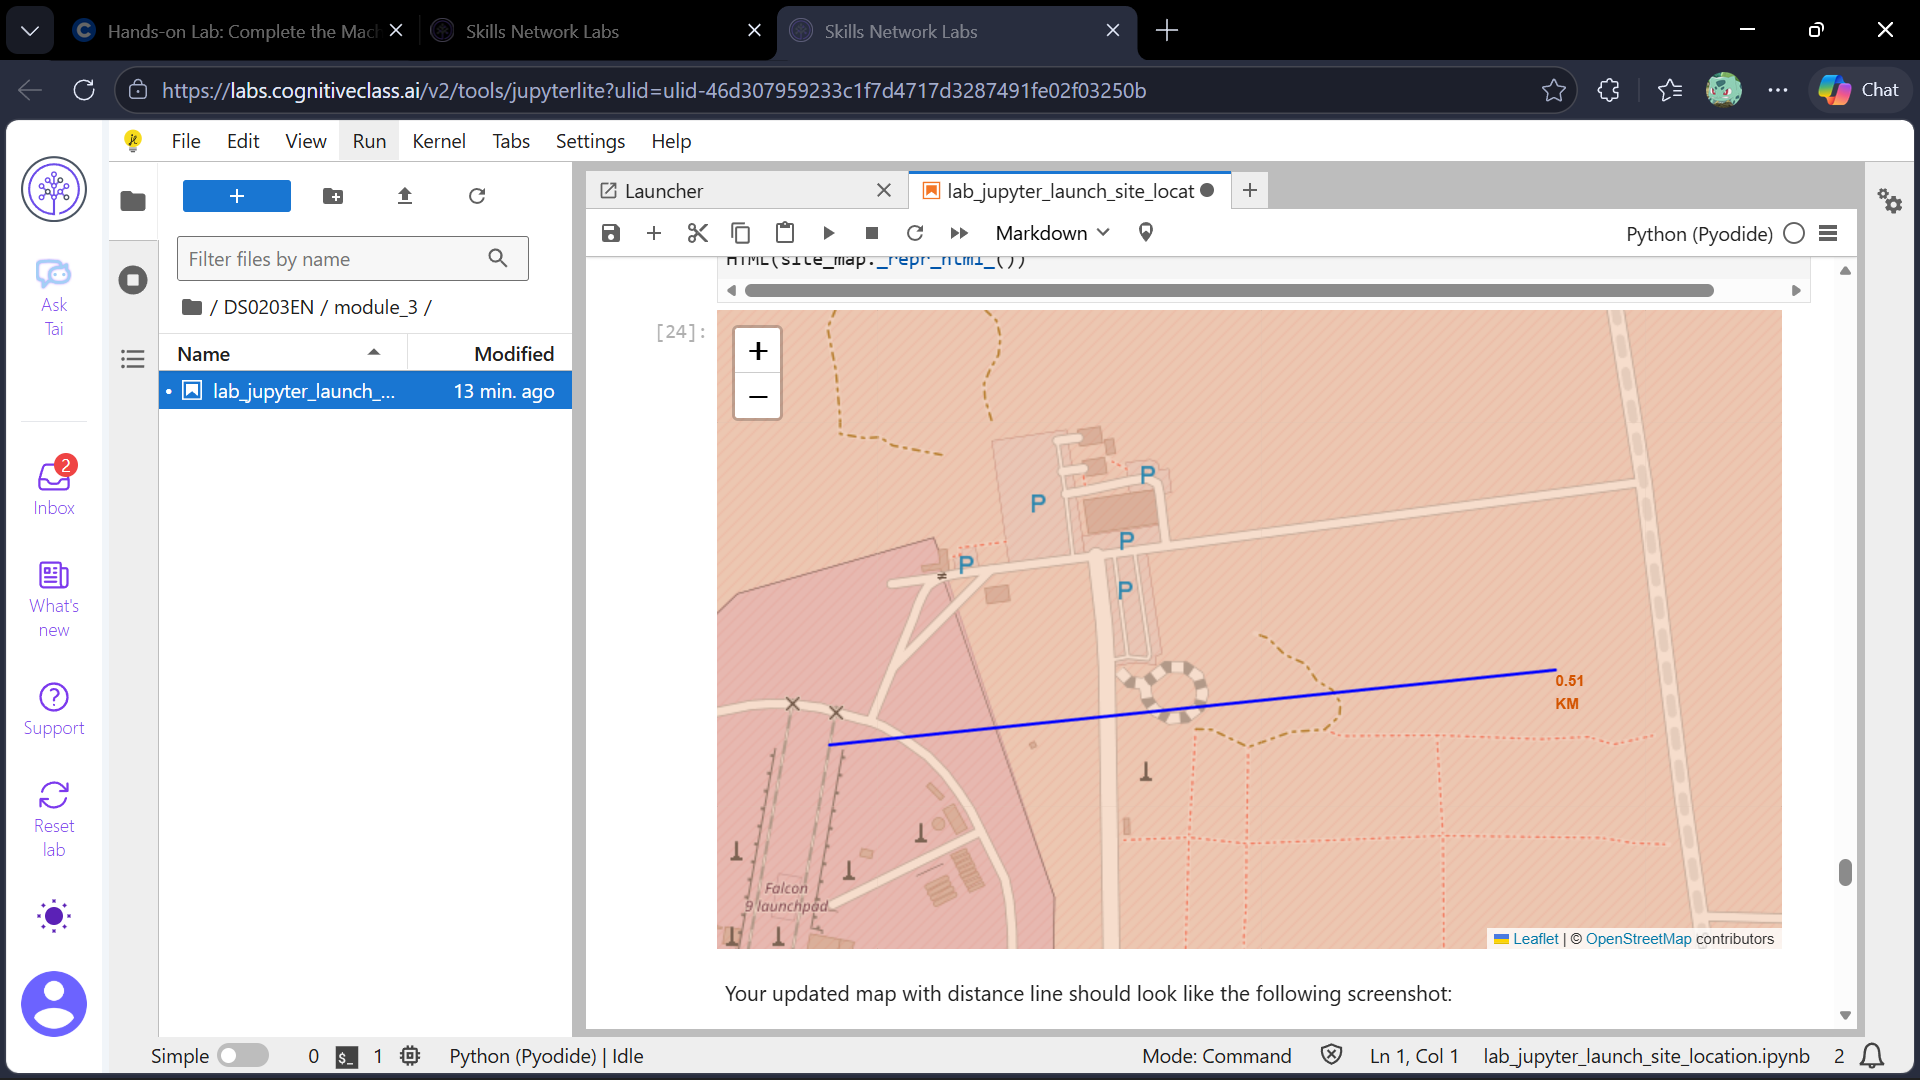 Hands-on Lab: Complete the Mac
Skills Network Labs
Skills Network Labs
https://labs.cognitiveclass.ai/v2/tools/jupyterlite?ulid=ulid-46d307959233c1f7d4717d3287491fe02f03250b
Chat
File Edit View Run Kernel Tabs Settings Help
Launcher
lab_jupyter_launch_site_locat
Markdown
Python (Pyodide)
Filter files by name
/ DS0203EN / module_3 /
Name
Modified
lab_jupyter_launch_...
13 min. ago
Ask
Tai
2
Inbox
What's
new
Support
Reset
lab
HTML(site_map._repr_html_())
[24]:
+
−
P
P
P
P
P
0.51
KM
Falcon
9 launchpad
Leaflet | © OpenStreetMap contributors
Your updated map with distance line should look like the following screenshot:
Simple
0
$_
1
Python (Pyodide) | Idle
Mode: Command
Ln 1, Col 1
lab_jupyter_launch_site_location.ipynb
2